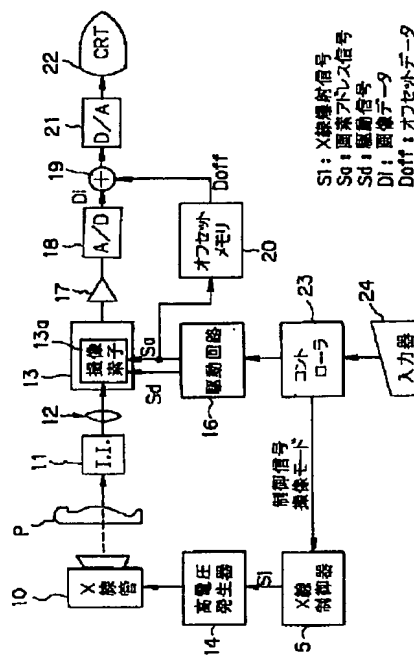 10
X線管
P
11
I.I.
12
13
13a
撮像素子
17
18
A/D
Di
19
21
D/A
22
CRT
Sd
Sa
Doff
14
高電圧発生器
Si
16
駆動回路
オフセットメモリ
20
5
X線制御器
制御信号
撮像モード
コントローラ
23
入力器
24
Si：X線爆射信号
Sa：画素アドレス信号
Sd：駆動信号
Di：画像データ
Doff：オフセットデータ